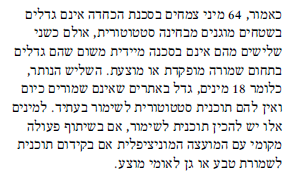 כאמור, 64 מיני צמחים בסכנת הכחדה אינם גדלים
בשטחים מוגנים מבחינה סטטוטורית, אולם כשני
שלישים מהם אינם בסכנה מיידית משום שהם גדלים
בתחום שמורה מופקדת או מוצעת. השליש הנותר,
כלומר 18 מינים, גדל באתרים שאינם שמורים כיום
ואין להם תוכנית סטטוטורית לשימור בעתיד. למינים
אלו יש להכין תוכנית לשימור, אם בשיתוף פעולה
מקומי עם המועצה המוניציפלית אם בקידום תוכנית
לשמורת טבע או גן לאומי מוצע.